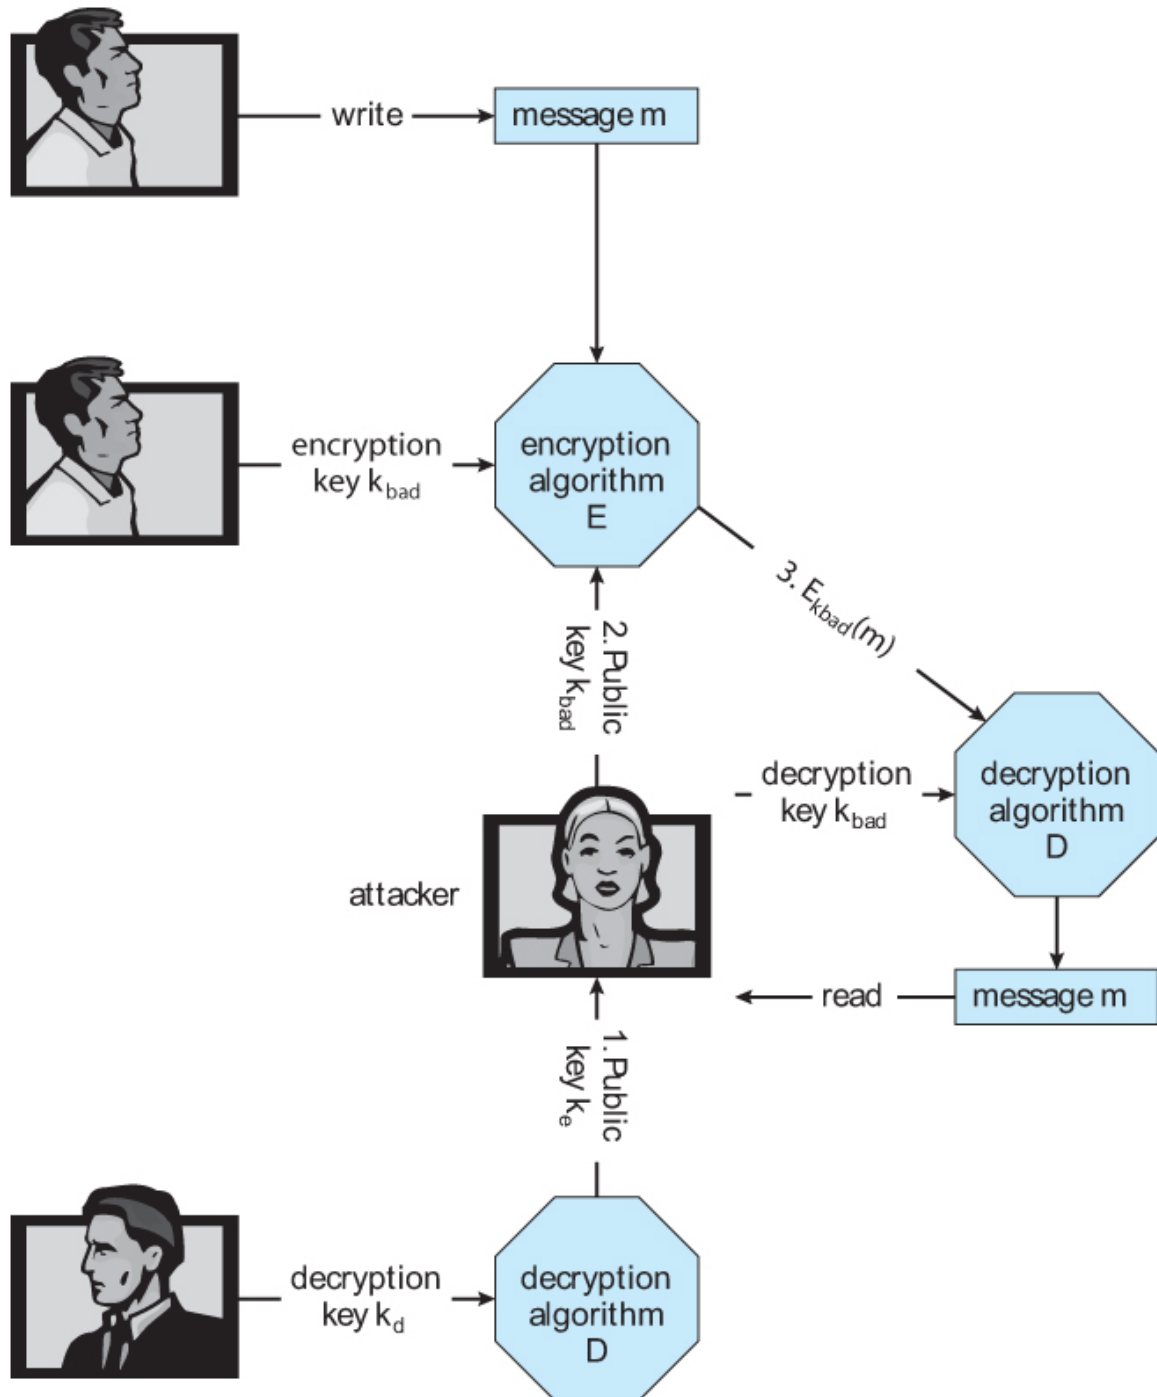 write
message m
encryption
key k_bad
encryption
algorithm
E
2. Public
key k_bad
3. E_kbad(m)
decryption
key k_bad
decryption
algorithm
D
attacker
read
message m
1. Public
key k_e
decryption
key k_d
decryption
algorithm
D